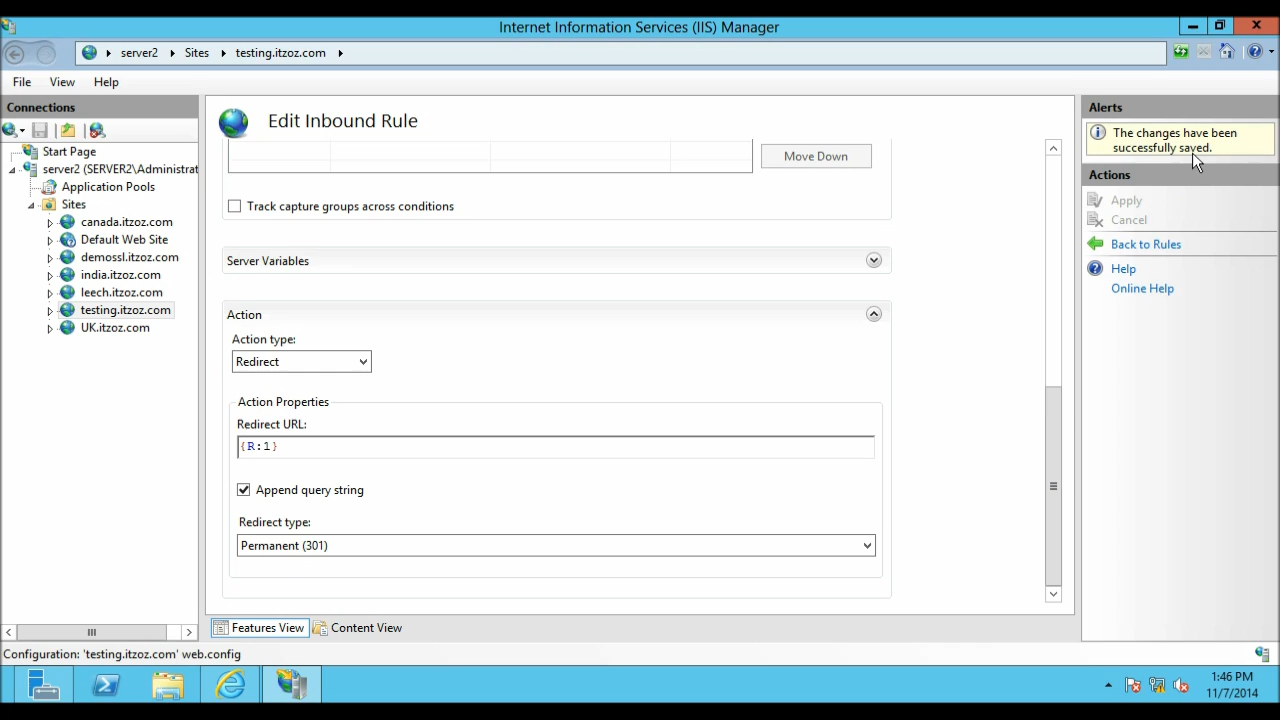 Internet Information Services (IIS) Manager
server2
Sites
testing.itzoz.com
File
View
Help
Connections
Start Page
server2 (SERVER2\Administrat
Application Pools
Sites
canada.itzoz.com
Default Web Site
demossl.itzoz.com
india.itzoz.com
leech.itzoz.com
testing.itzoz.com
UK.itzoz.com
Edit Inbound Rule
Move Down
Track capture groups across conditions
Server Variables
Action
Action type:
Redirect
Action Properties
Redirect URL:
{R:1}
Append query string
Redirect type:
Permanent (301)
Features View
Content View
Alerts
The changes have been
successfully saved.
Actions
Apply
Cancel
Back to Rules
Help
Online Help
Configuration: 'testing.itzoz.com' web.config
1:46 PM
11/7/2014